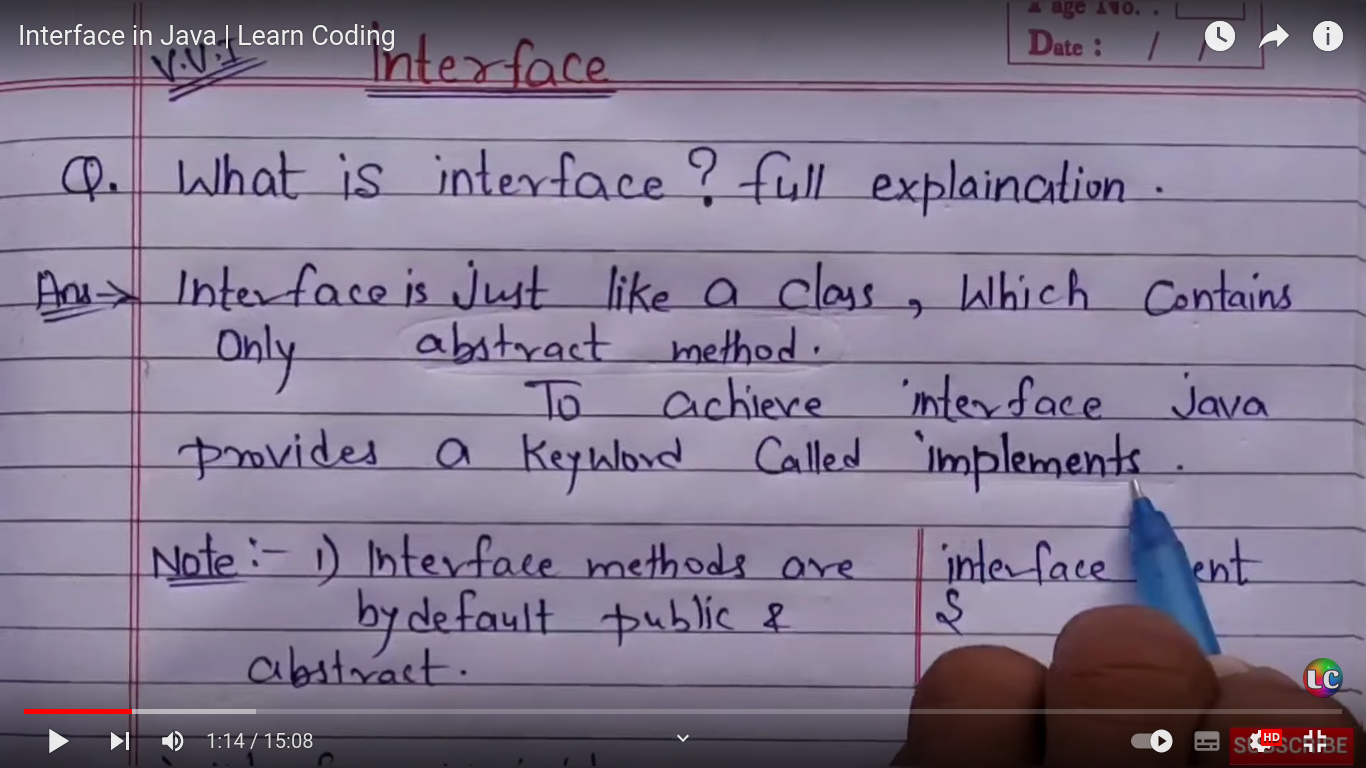 Interface in Java | Learn Coding
Page No. :
Date : / /
V.V.I
Interface
Q. What is interface? full explaination.
Ans→ Interface is just like a class, Which Contains
Only abstract method.
To achieve interface java
provides a keyword called implements.
Note:- 1) Interface methods are
by default public &
abstract.
interface
LC
1:14 / 15:08
HD
SUBSCRIBE